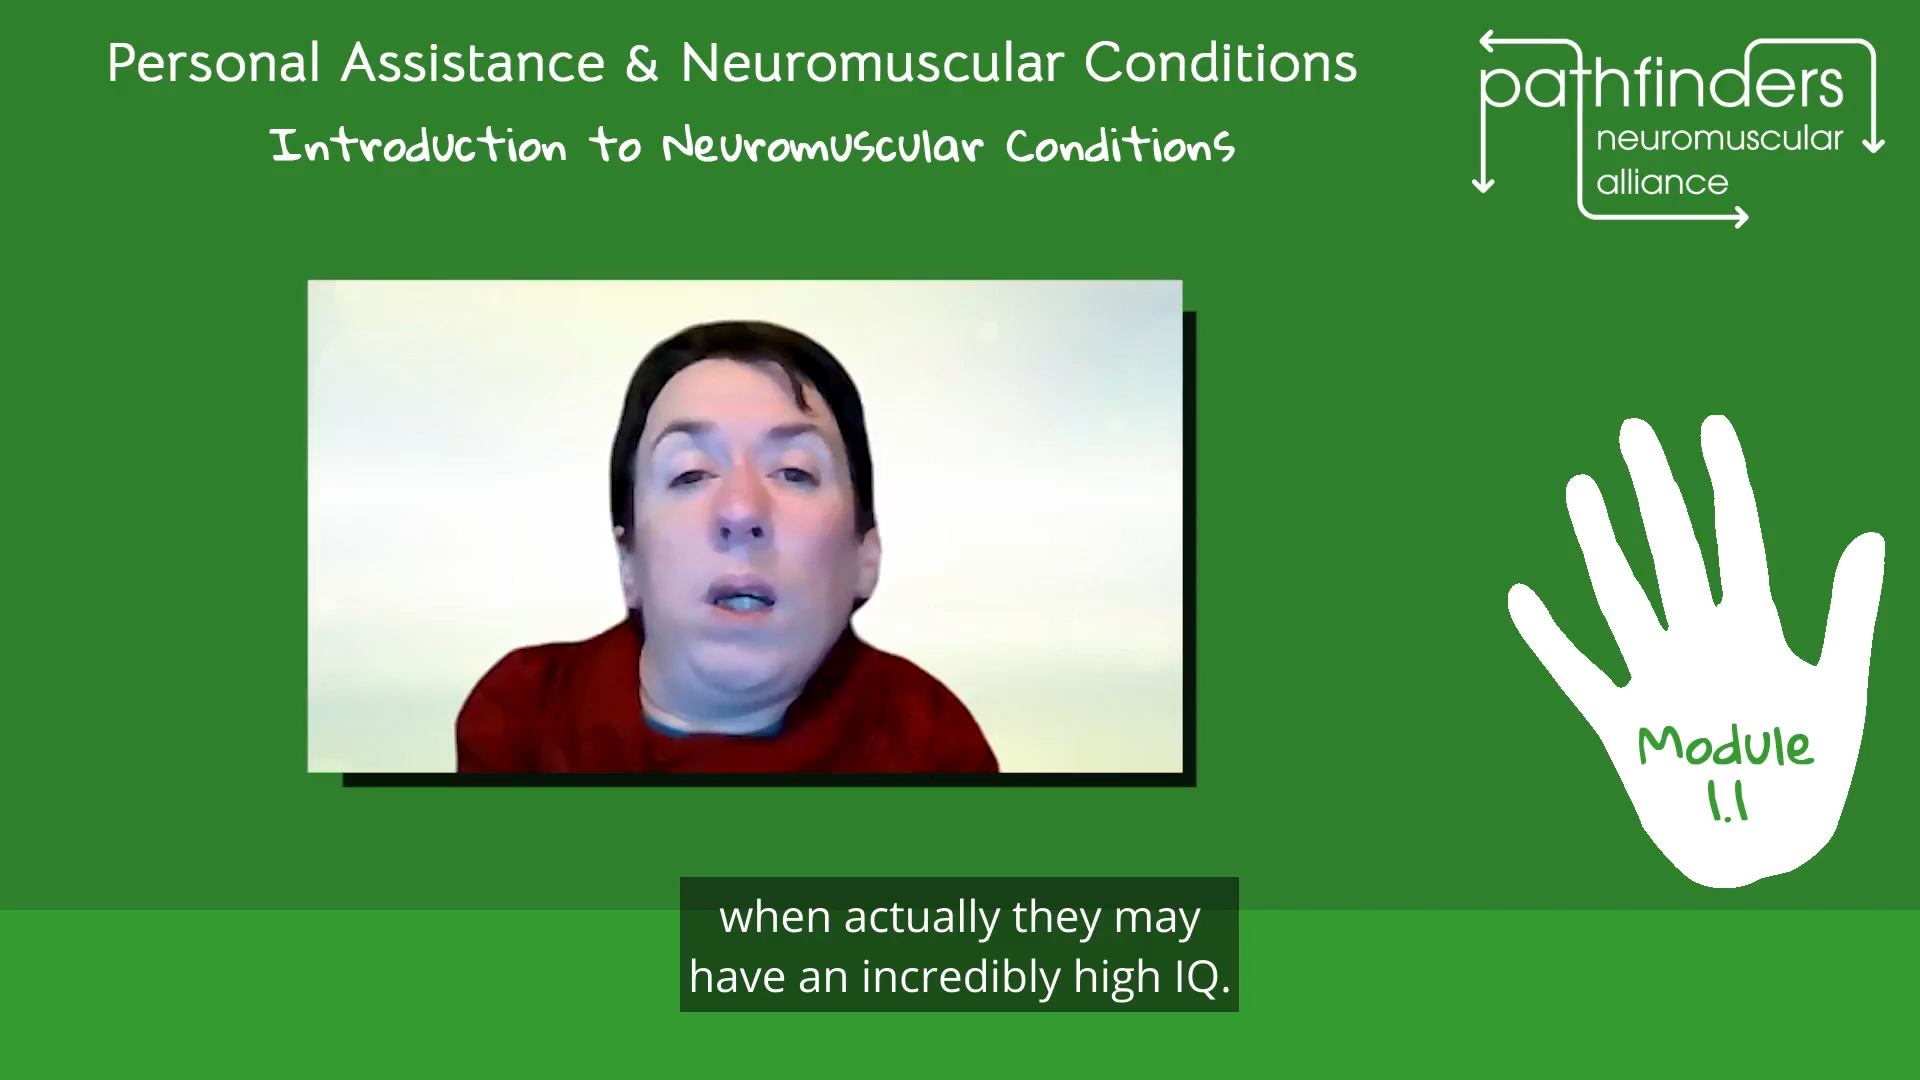 Personal Assistance & Neuromuscular Conditions
Introduction to Neuromuscular Conditions
pathfinders
neuromuscular
alliance
Module
1.1
when actually they may
have an incredibly high IQ.